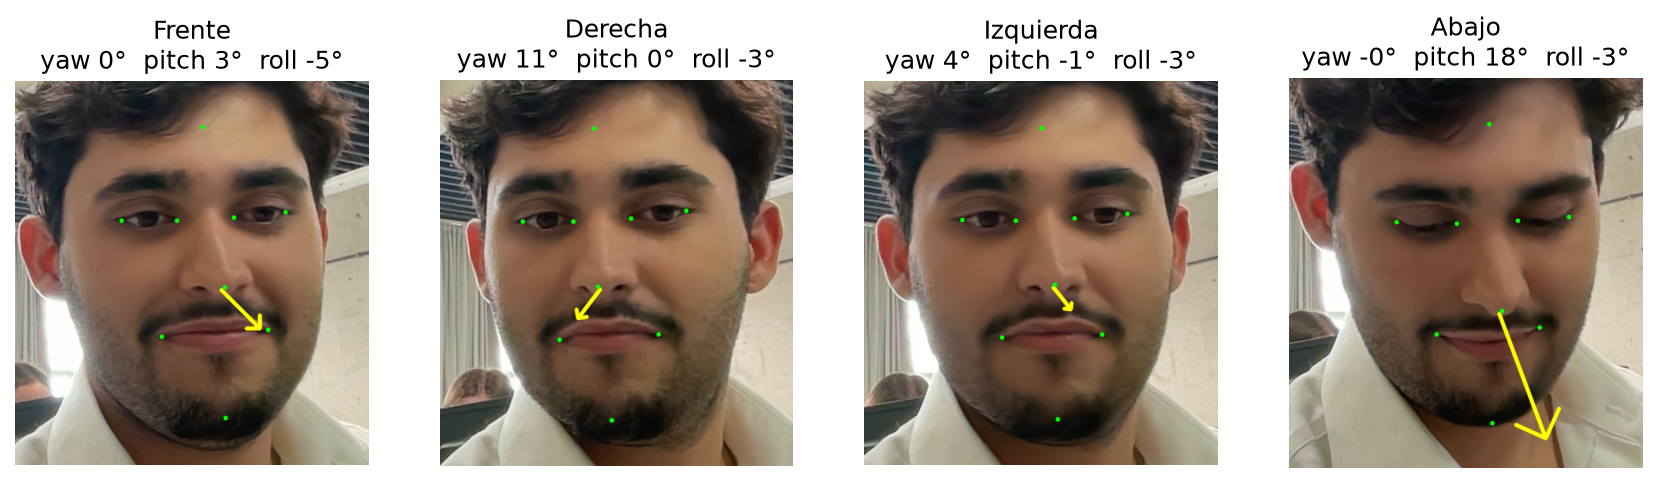 Frente
yaw 0° pitch 3° roll -5°
Derecha
yaw 11° pitch 0° roll -3°
Izquierda
yaw 4° pitch -1° roll -3°
Abajo
yaw -0° pitch 18° roll -3°